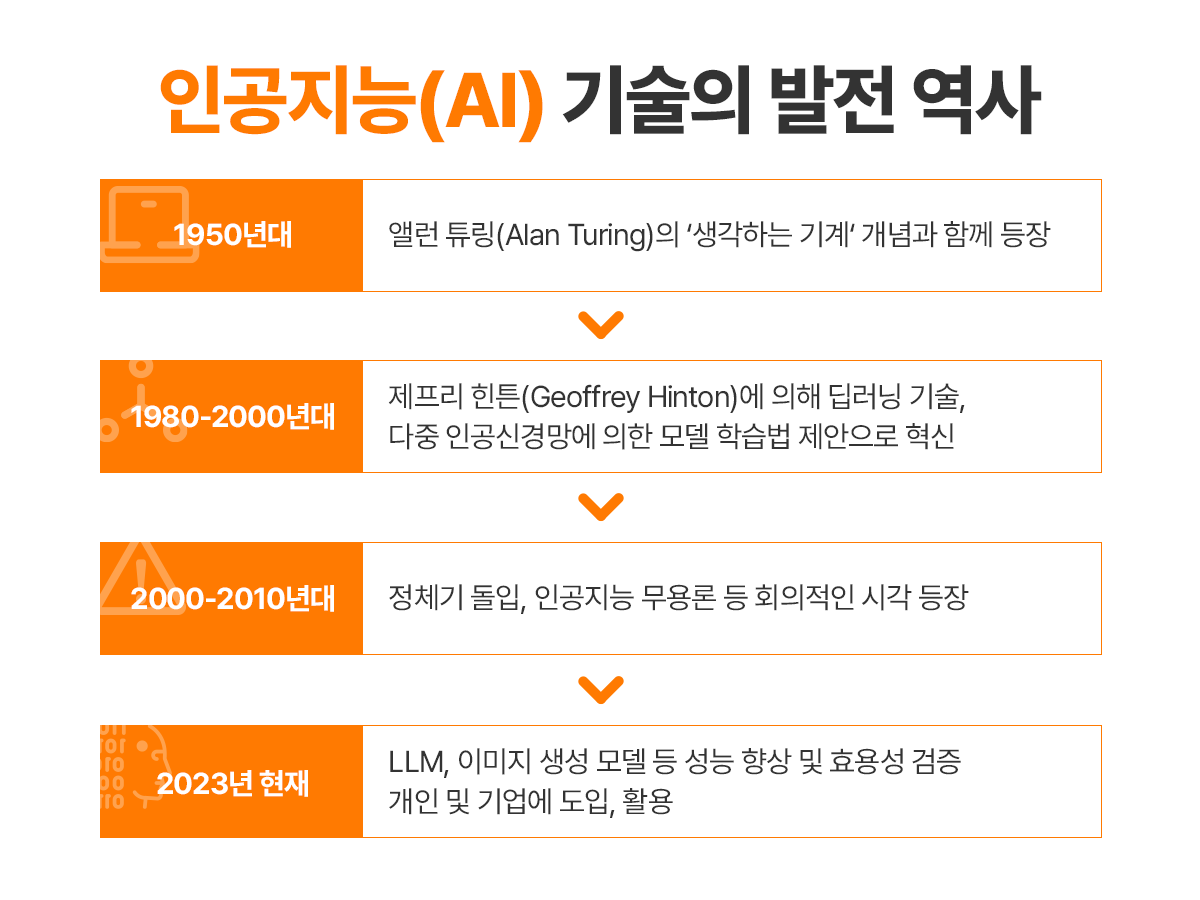 인공지능(AI) 기술의 발전 역사
1950년대
앨런 튜링(Alan Turing)의 ‘생각하는 기계‘ 개념과 함께 등장
1980-2000년대
제프리 힌튼(Geoffrey Hinton)에 의해 딥러닝 기술,
다중 인공신경망에 의한 모델 학습법 제안으로 혁신
2000-2010년대
정체기 돌입, 인공지능 무용론 등 회의적인 시각 등장
2023년 현재
LLM, 이미지 생성 모델 등 성능 향상 및 효용성 검증
개인 및 기업에 도입, 활용